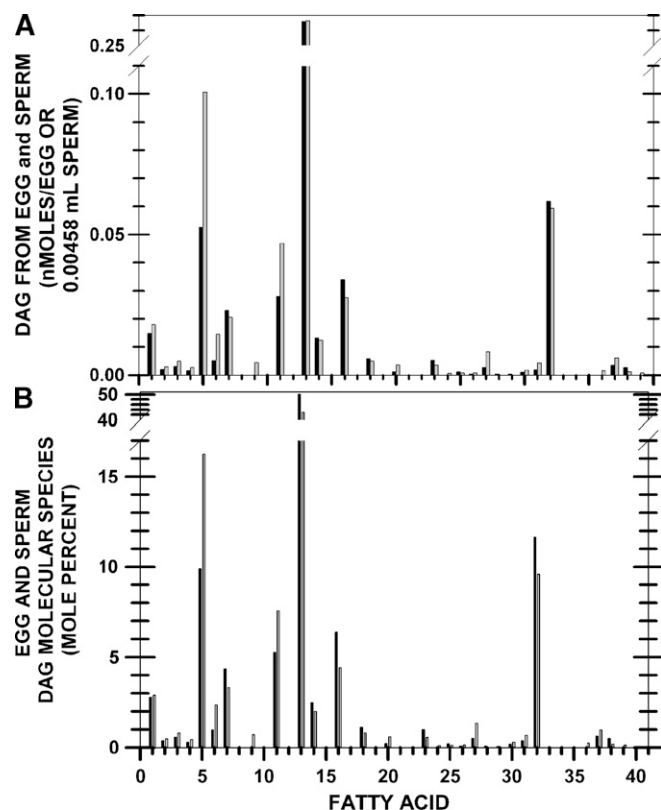 A
0.25
0.10
0.05
0.00
DAG FROM EGG and SPERM
(nMOLES/EGG OR
0.00458 mL SPERM)
B
50
40
15
10
5
0
EGG AND SPERM
DAG MOLECULAR SPECIES
(MOLE PERCENT)
0 5 10 15 20 25 30 35 40
FATTY ACID